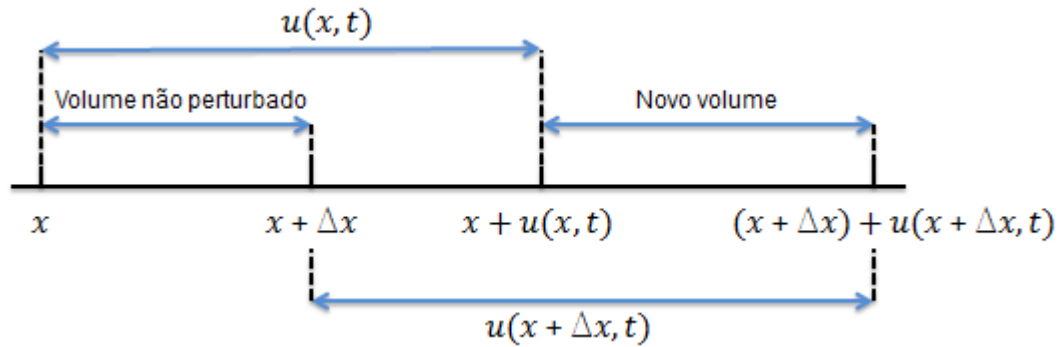 u(x, t)
Volume não perturbado
Novo volume
x
x + Δx
x + u(x, t)
(x + Δx) + u(x + Δx, t)
u(x + Δx, t)